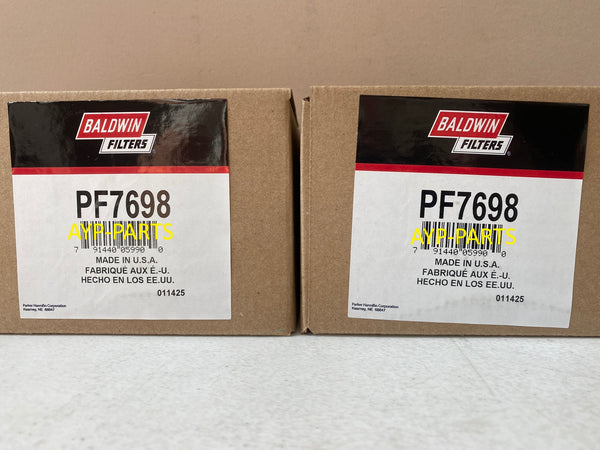 BALDWIN
FILTERS
PF7698
AYP-PARTS
7 91440 05990 0
MADE IN U.S.A.
FABRIQUÉ AUX É.-U.
HECHO EN LOS EE.UU.
011425
Parker Hannifin Corporation
Kearney, NE 68847
BALDWIN
FILTERS
PF7698
AYP-PARTS
7 91440 05990 0
MADE IN U.S.A.
FABRIQUÉ AUX É.-U.
HECHO EN LOS EE.UU.
011425
Parker Hannifin Corporation
Kearney, NE 68847